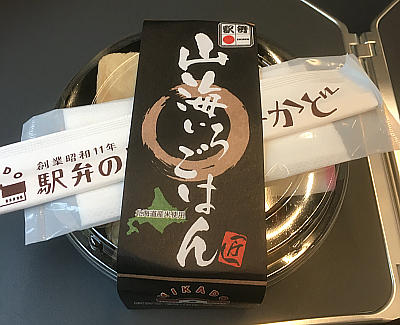 駅弁
山海いろ
ごはん
北海道産米使用
匠
MIKADO
創業昭和11年
駅弁の
かど